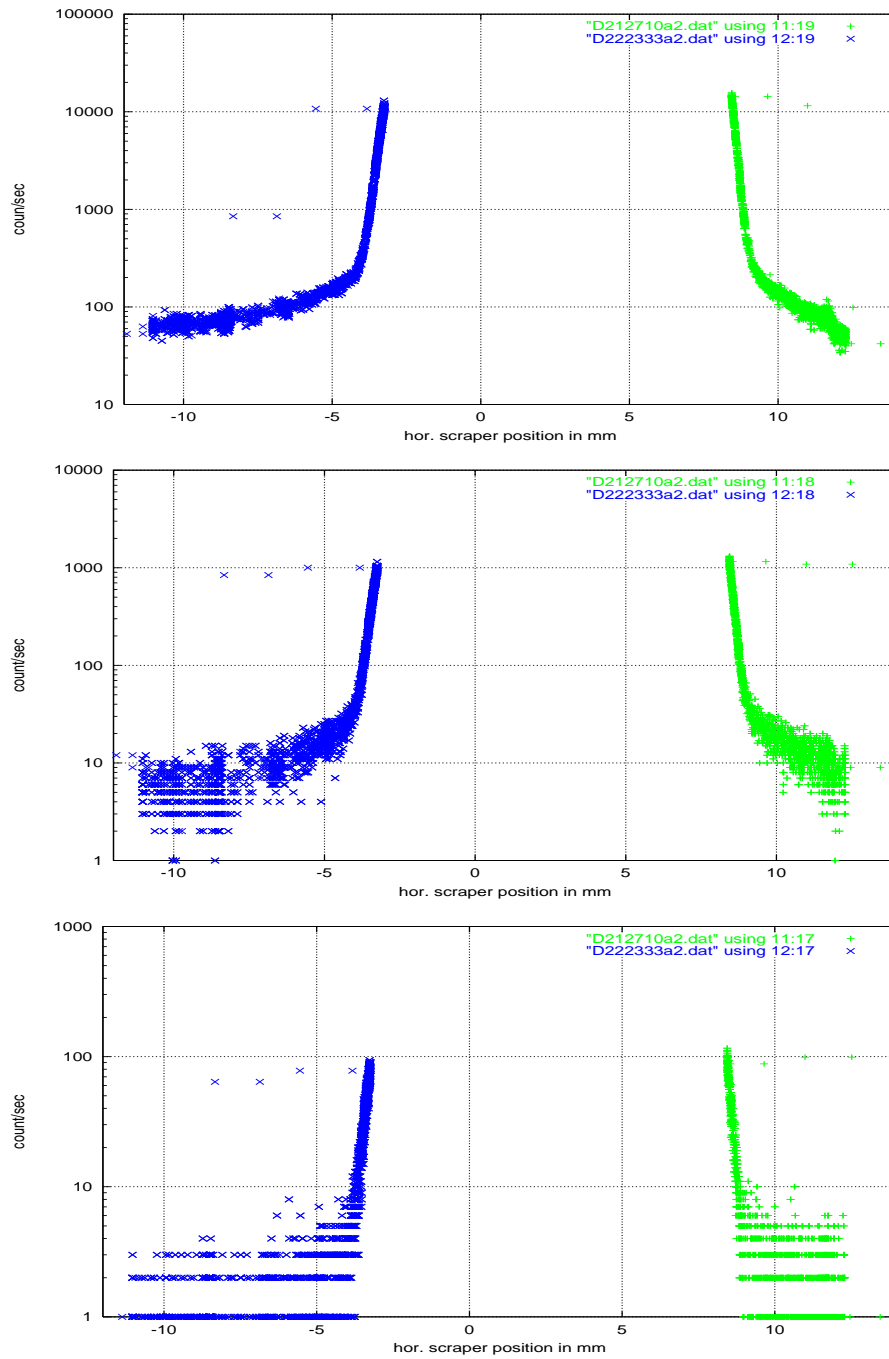 100000
"D212710a2.dat" using 11:19
"D222333a2.dat" using 12:19
10000
1000
100
10
coun/sec
-10 -5 0 5 10
hor. scraper position in mm
10000
"D212710a2.dat" using 11:18
"D222333a2.dat" using 12:18
1000
100
10
1
count/sec
-10 -5 0 5 10
hor. scraper position in mm
1000
"D212710a2.dat" using 11:17
"D222333a2.dat" using 12:17
100
10
1
count/sec
-10 -5 0 5 10
hor. scraper position in mm